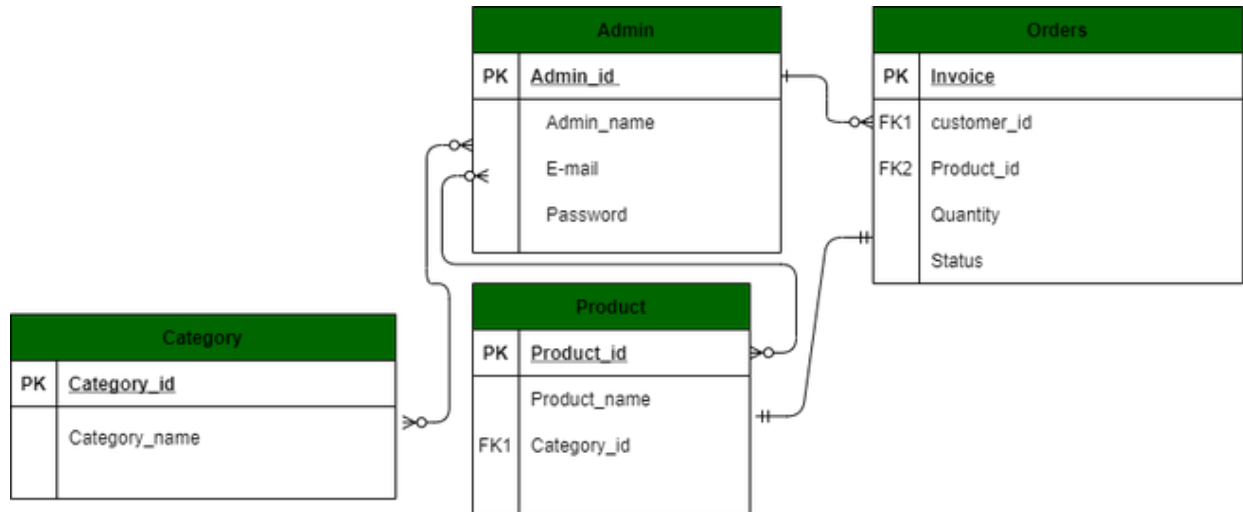 Admin
PK Admin_id
Admin_name
E-mail
Password
Orders
PK Invoice
FK1 customer_id
FK2 Product_id
Quantity
Status
Category
PK Category_id
Category_name
Product
PK Product_id
Product_name
FK1 Category_id